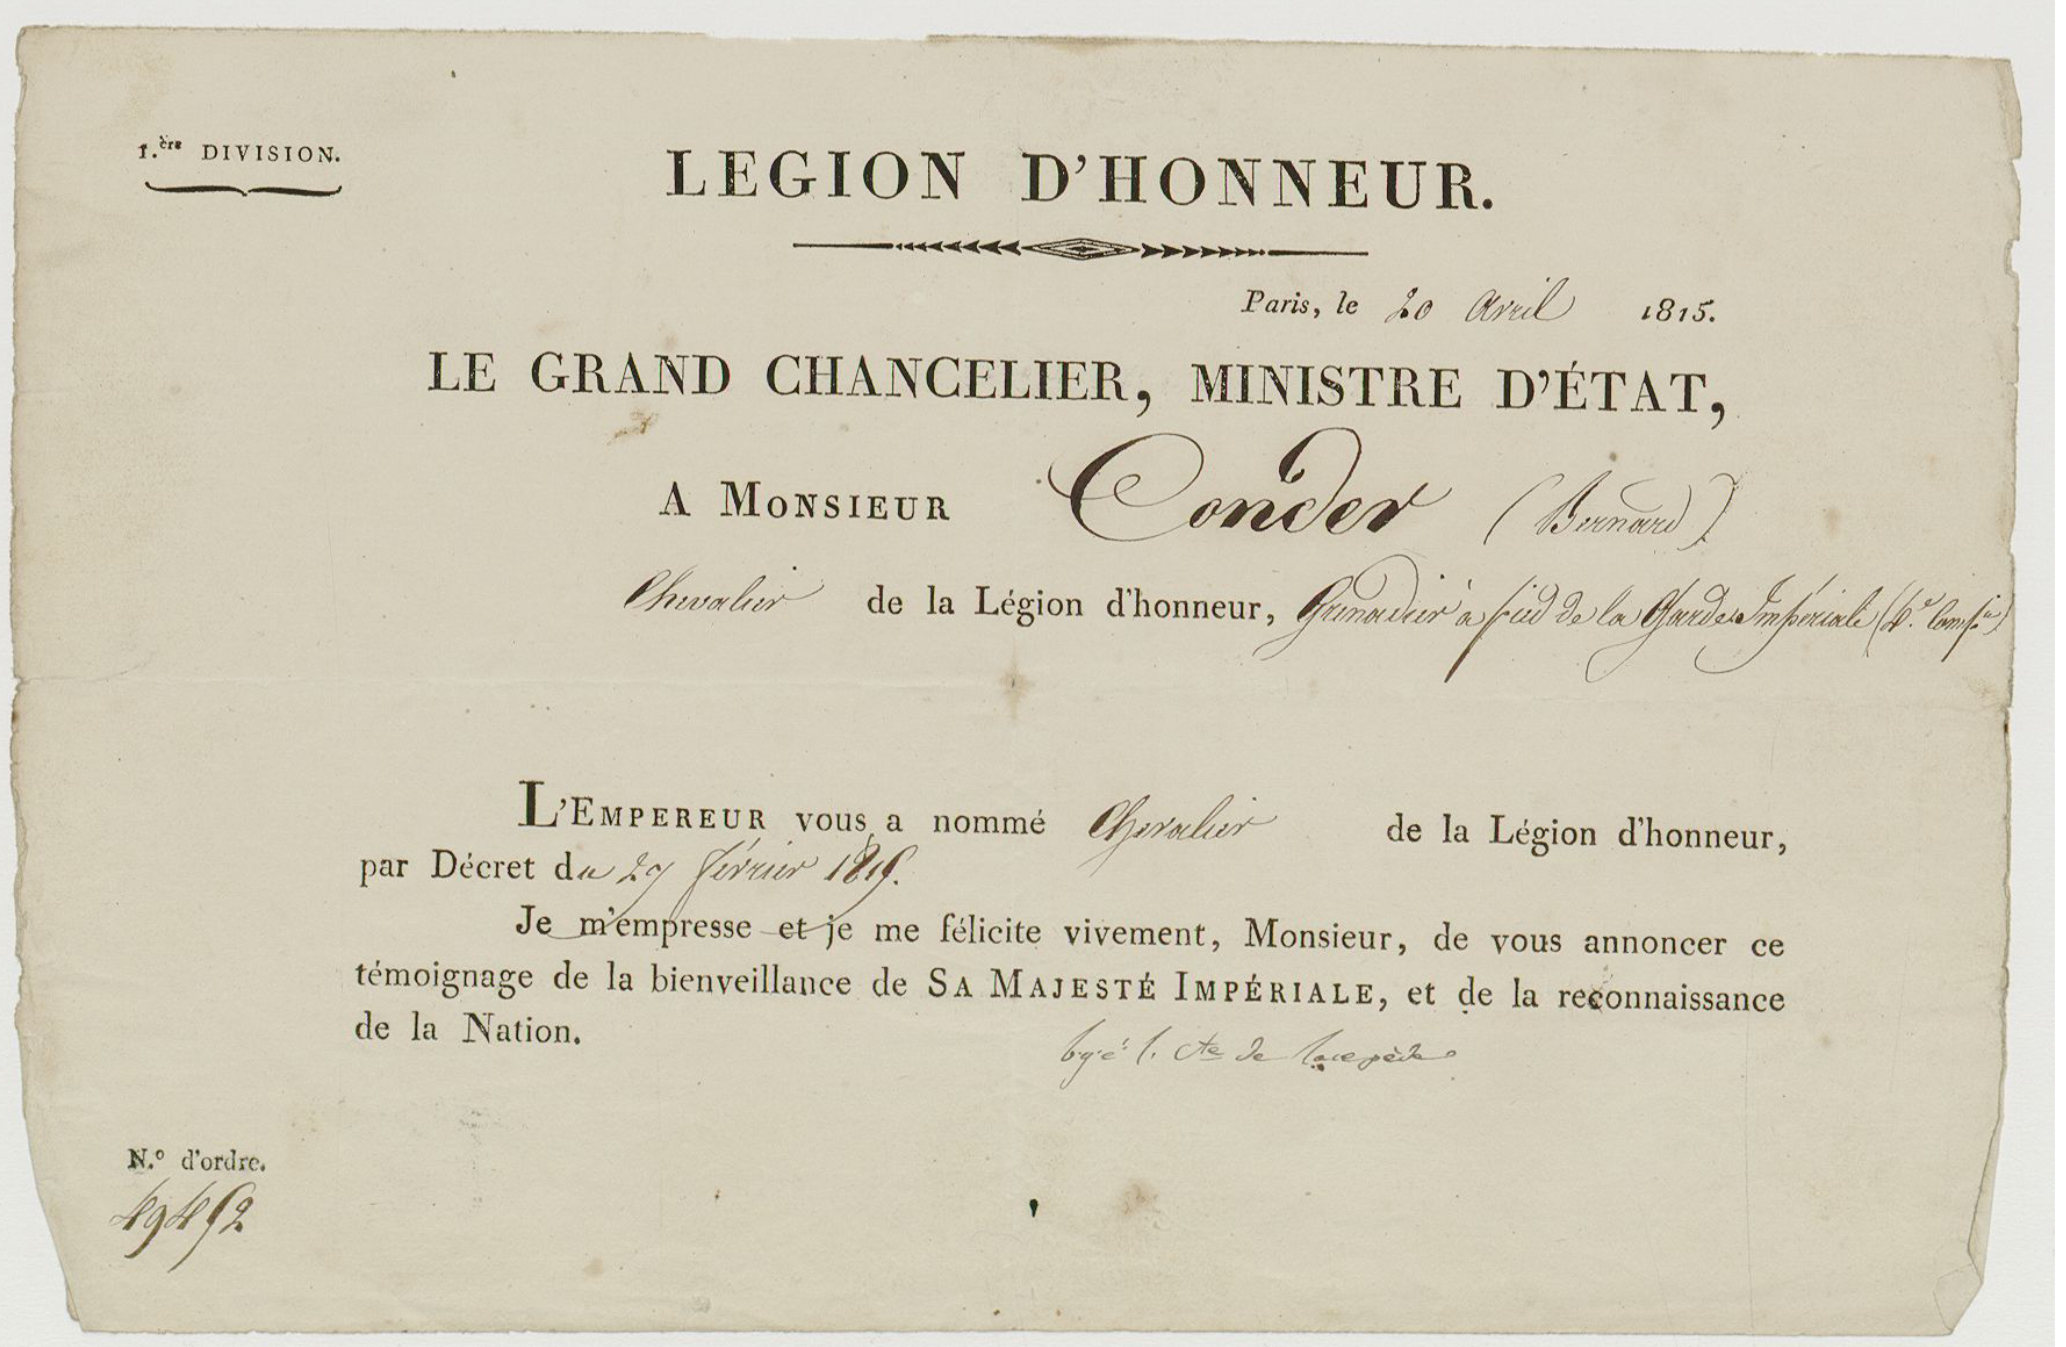 1.ère DIVISION.
LEGION D'HONNEUR.
Paris, le 20 Avril 1815.
LE GRAND CHANCELIER, MINISTRE D'ÉTAT,
A MONSIEUR Conder (Bernard)
Chevalier de la Légion d'honneur, Grenadier à pied de la Garde Impériale (4.e Comp.ie)
L'EMPEREUR vous a nommé Chevalier de la Légion d'honneur,
par Décret du 27 février 1815.
Je m'empresse et je me félicite vivement, Monsieur, de vous annoncer ce
témoignage de la bienveillance de SA MAJESTÉ IMPÉRIALE, et de la reconnaissance
de la Nation.
l. cte de lacepède
N.o d'ordre.
49452